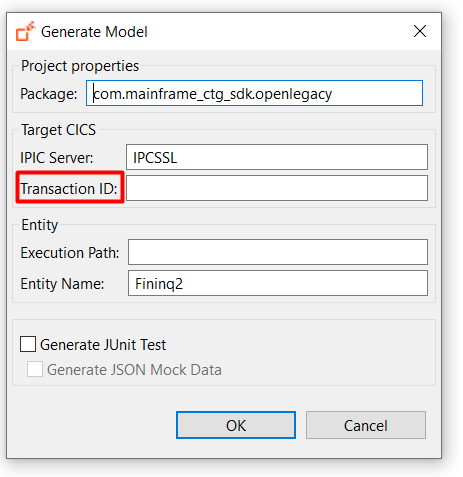 Generate Model
Project properties
Package: com.mainframe_ctg_sdk.openlegacy
Target CICS
IPIC Server: IPCSSL
Transaction ID:
Entity
Execution Path:
Entity Name: Fininq2
Generate JUnit Test
Generate JSON Mock Data
OK Cancel